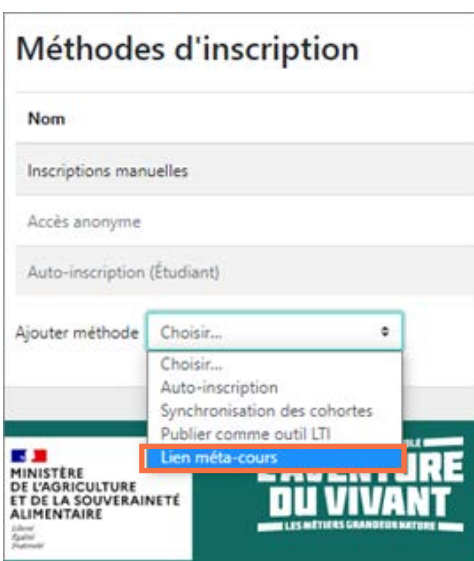 Méthodes d'inscription
Nom
Inscriptions manuelles
Accès anonyme
Auto-inscription (Étudiant)
Ajouter méthode Choisir...
Choisir...
Auto-inscription
Synchronisation des cohortes
Publier comme outil LTI
Lien méta-cours
MINISTÈRE
DE L'AGRICULTURE
ET DE LA SOUVERAINETÉ
ALIMENTAIRE
Liberté
Égalité
Fraternité
DU VIVANT
LES MÉTIERS GRANDEUR NATURE